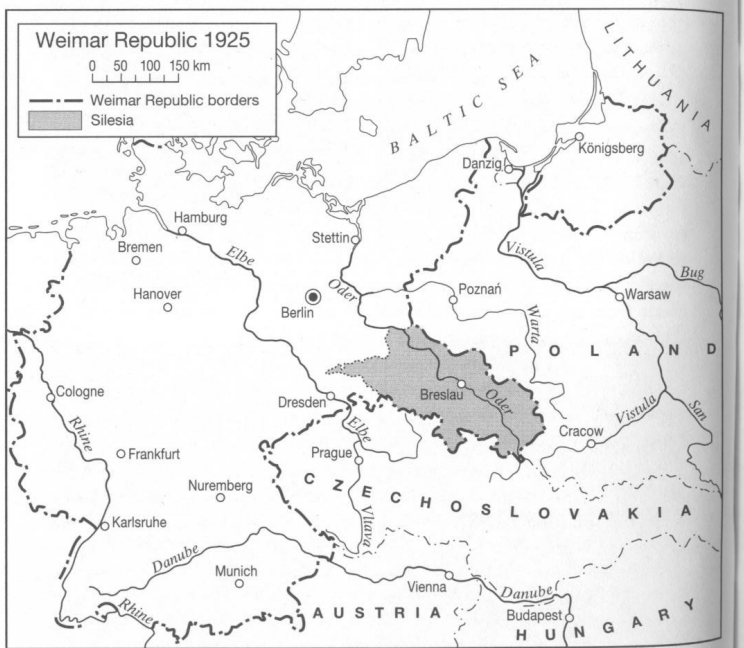 Weimar Republic 1925
0 50 100 150 km
Weimar Republic borders
Silesia
BALTIC SEA
LITHUANIA
Königsberg
Danzig
Hamburg
Stettin
Bremen
Elbe
Vistula
Bug
Hanover
Berlin
Oder
Poznań
Warsaw
Warta
POLAND
Cologne
Rhine
Dresden
Breslau
Oder
Elbe
Vistula
San
Cracow
Frankfurt
Prague
CZECHOSLOVAKIA
Nuremberg
Vltava
Karlsruhe
Danube
Munich
Vienna
Danube
Rhine
AUSTRIA
Budapest
HUNGARY